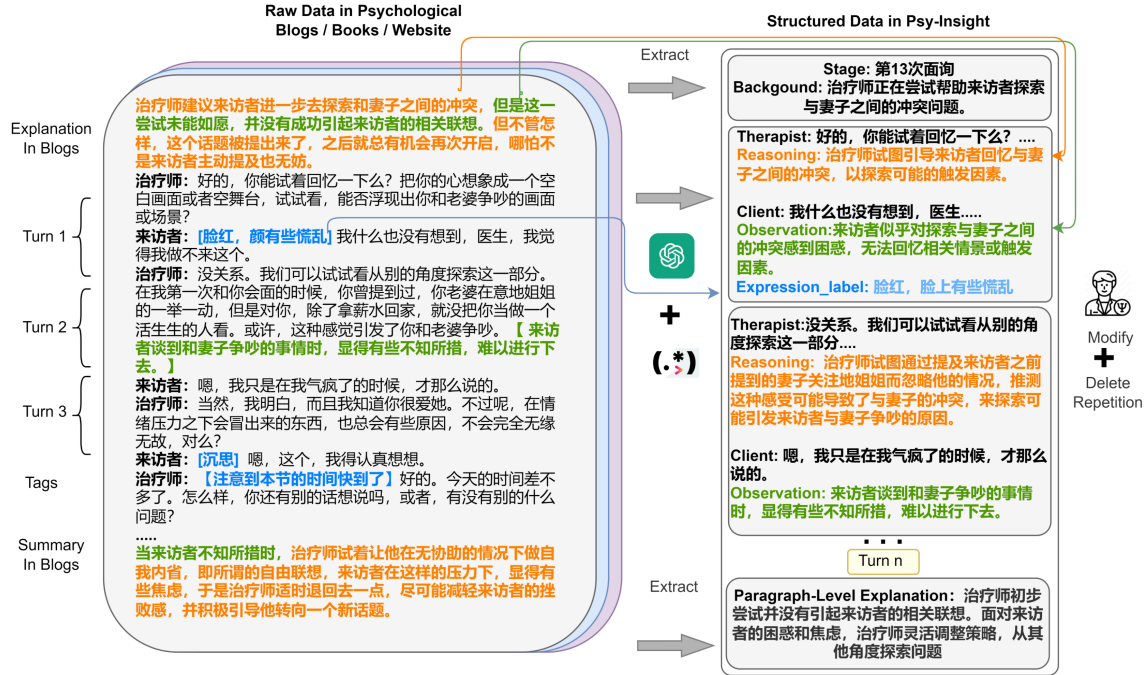 Raw Data in Psychological
Blogs / Books / Website
Explanation
In Blogs
Turn 1
Turn 2
Turn 3
Tags
Summary
In Blogs
治疗师建议来访者进一步去探索和妻子之间的冲突，但是这一
尝试未能如愿，并没有成功引起来访者的相关联想。但不管怎
样，这个话题被提出来了，之后就总有机会再次开启，哪怕不
是来访者主动提及也无妨。
治疗师：好的，你能试着回忆一下么？把你的心想象成一个空
白画面或者空舞台，试试看，能否浮现出你和老婆争吵的画面
或场景？
来访者：[脸红，颜有些慌乱] 我什么也没有想到，医生，我觉
得我做不来这个。
治疗师：没关系。我们可以试试看从别的角度探索这一部分。
在我第一次和你会面的时候，你曾提到过，你老婆在意地姐姐
的一举一动，但是对你，除了拿薪水回家，就没把你当做一个
活生生的人看。或许，这种感觉引发了你和老婆争吵。【 来访
者谈到和妻子争吵的事情时，显得有些不知所措，难以进行下
去。】
来访者：嗯，我只是在我气疯了的时候，才那么说的。
治疗师：当然，我明白，而且我知道你很爱她。不过呢，在情
绪压力之下会冒出来的东西，也总会有些原因，不会完全无缘
无故，对么？
来访者：[沉思] 嗯，这个，我得认真想想。
治疗师：【注意到本节的时间快到了】好的。今天的时间差不
多了。怎么样，你还有别的话想说吗，或者，有没有别的什么
问题？
.....
当来访者不知所措时，治疗师试着让他在无协助的情况下做自
我内省，即所谓的自由联想，来访者在这样的压力下，显得有
些焦虑，于是治疗师适时退回去一点，尽可能减轻来访者的挫
败感，并积极引导他转向一个新话题。
Extract
+
(.*)
>
Extract
Structured Data in Psy-Insight
Stage: 第13次面询
Backgound: 治疗师正在尝试帮助来访者探索
与妻子之间的冲突问题。
Therapist: 好的，你能试着回忆一下么？....
Reasoning: 治疗师试图引导来访者回忆与妻
子之间的冲突，以探索可能的触发因素。
Client: 我什么也没有想到，医生.....
Observation:来访者似乎对探索与妻子之间
的冲突感到困惑，无法回忆相关情景或触发
因素。
Expression_label: 脸红，脸上有些慌乱
Therapist:没关系。我们可以试试看从别的角
度探索这一部分....
Reasoning: 治疗师试图通过提及来访者之前
提到的妻子关注地姐姐而忽略他的情况，推测
这种感受可能导致了与妻子的冲突，来探索可
能引发来访者与妻子争吵的原因。
Client: 嗯，我只是在我气疯了的时候，才那么
说的。
Observation: 来访者谈到和妻子争吵的事情
时，显得有些不知所措，难以进行下去。
...
Turn n
Paragraph-Level Explanation：治疗师初步
尝试并没有引起来访者的相关联想。面对来访
者的困惑和焦虑，治疗师灵活调整策略，从其
他角度探索问题
Modify
+
Delete
Repetition